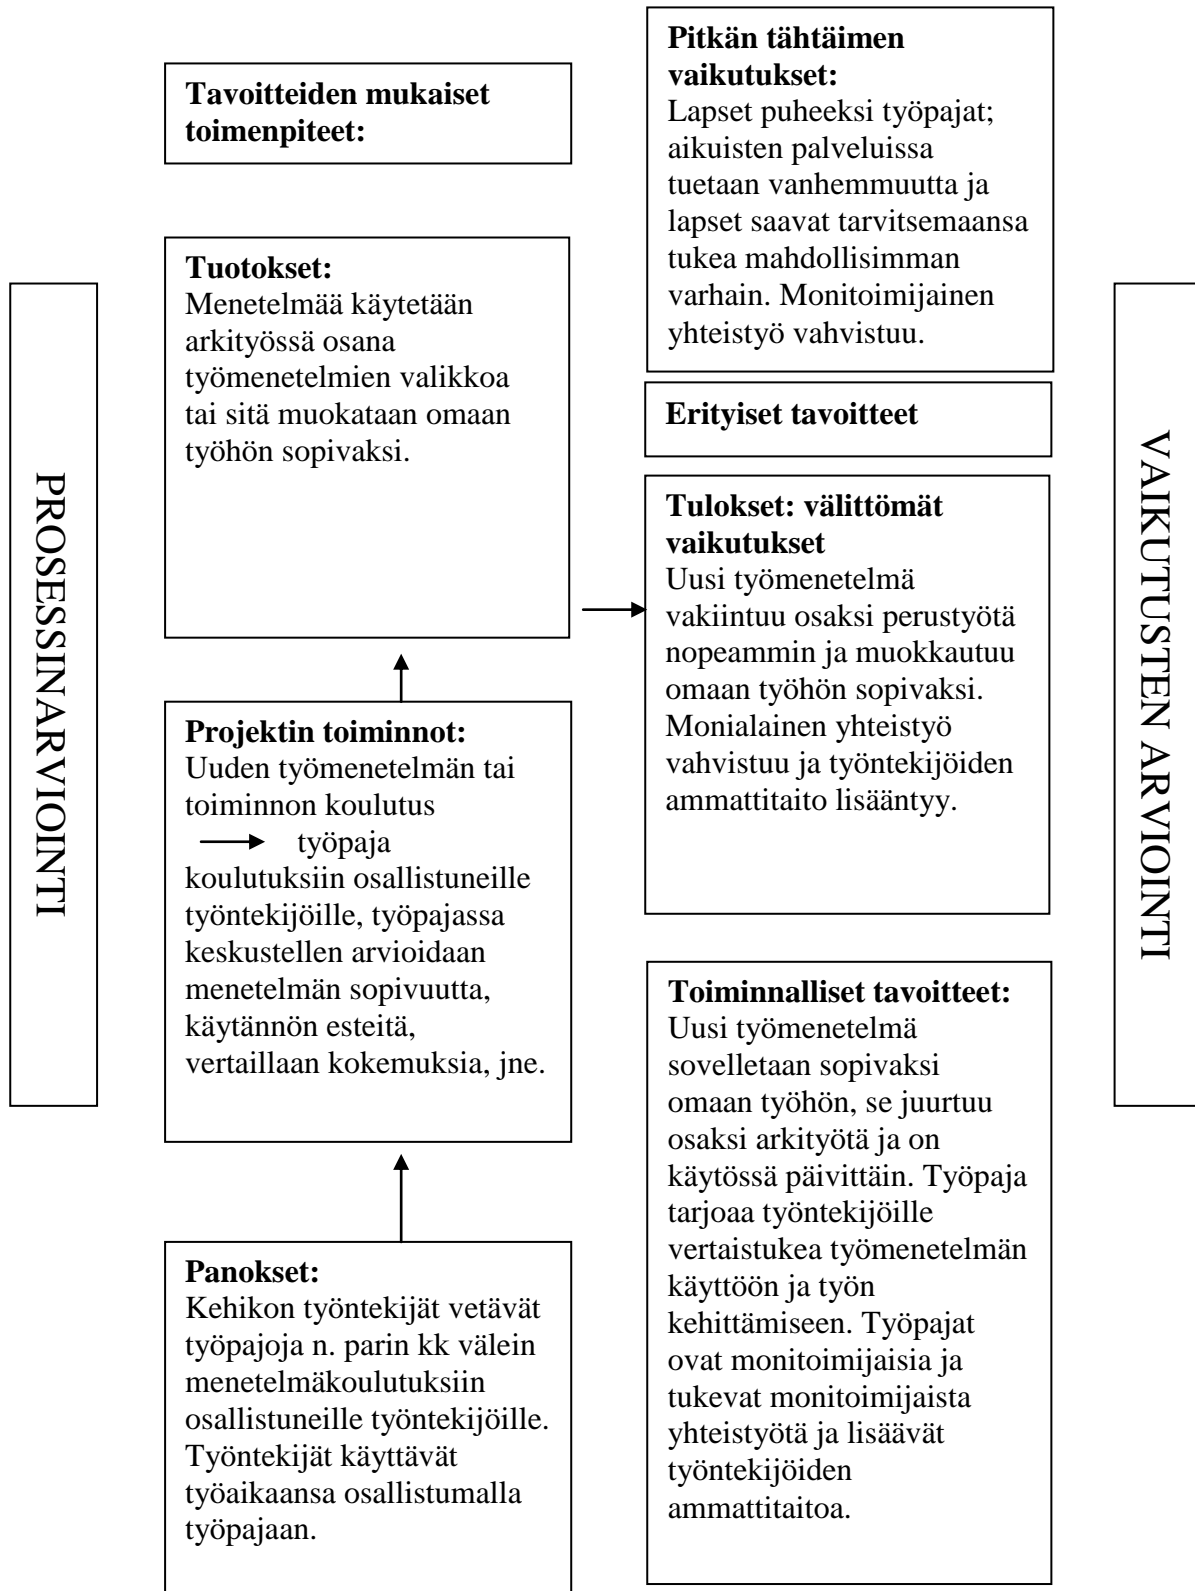 PROSESSINARVIOINTI
Tavoitteiden mukaiset
toimenpiteet:
Tuotokset:
Menetelmää käytetään
arkityössä osana
työmenetelmien valikkoa
tai sitä muokataan omaan
työhön sopivaksi.
Projektin toiminnot:
Uuden työmenetelmän tai
toiminnon koulutus
työpaja
koulutuksiin osallistuneille
työntekijöille, työpajassa
keskustellen arvioidaan
menetelmän sopivuutta,
käytännön esteitä,
vertaillaan kokemuksia, jne.
Panokset:
Kehikon työntekijät vetävät
työpajoja n. parin kk välein
menetelmäkoulutuksiin
osallistuneille työntekijöille.
Työntekijät käyttävät
työaikaansa osallistumalla
työpajaan.
Pitkän tähtäimen
vaikutukset:
Lapset puheeksi työpajat;
aikuisten palveluissa
tuetaan vanhemmuutta ja
lapset saavat tarvitsemaansa
tukea mahdollisimman
varhain. Monitoimijainen
yhteistyö vahvistuu.
Erityiset tavoitteet
Tulokset: välittömät
vaikutukset
Uusi työmenetelmä
vakiintuu osaksi perustyötä
nopeammin ja muokkautuu
omaan työhön sopivaksi.
Monialainen yhteistyö
vahvistuu ja työntekijöiden
ammattitaito lisääntyy.
Toiminnalliset tavoitteet:
Uusi työmenetelmä
sovelletaan sopivaksi
omaan työhön, se juurtuu
osaksi arkityötä ja on
käytössä päivittäin. Työpaja
tarjoaa työntekijöille
vertaistukea työmenetelmän
käyttöön ja työn
kehittämiseen. Työpajat
ovat monitoimijaisia ja
tukevat monitoimijaista
yhteistyötä ja lisäävät
työntekijöiden
ammattitaitoa.
VAIKUTUSTEN ARVIOINTI